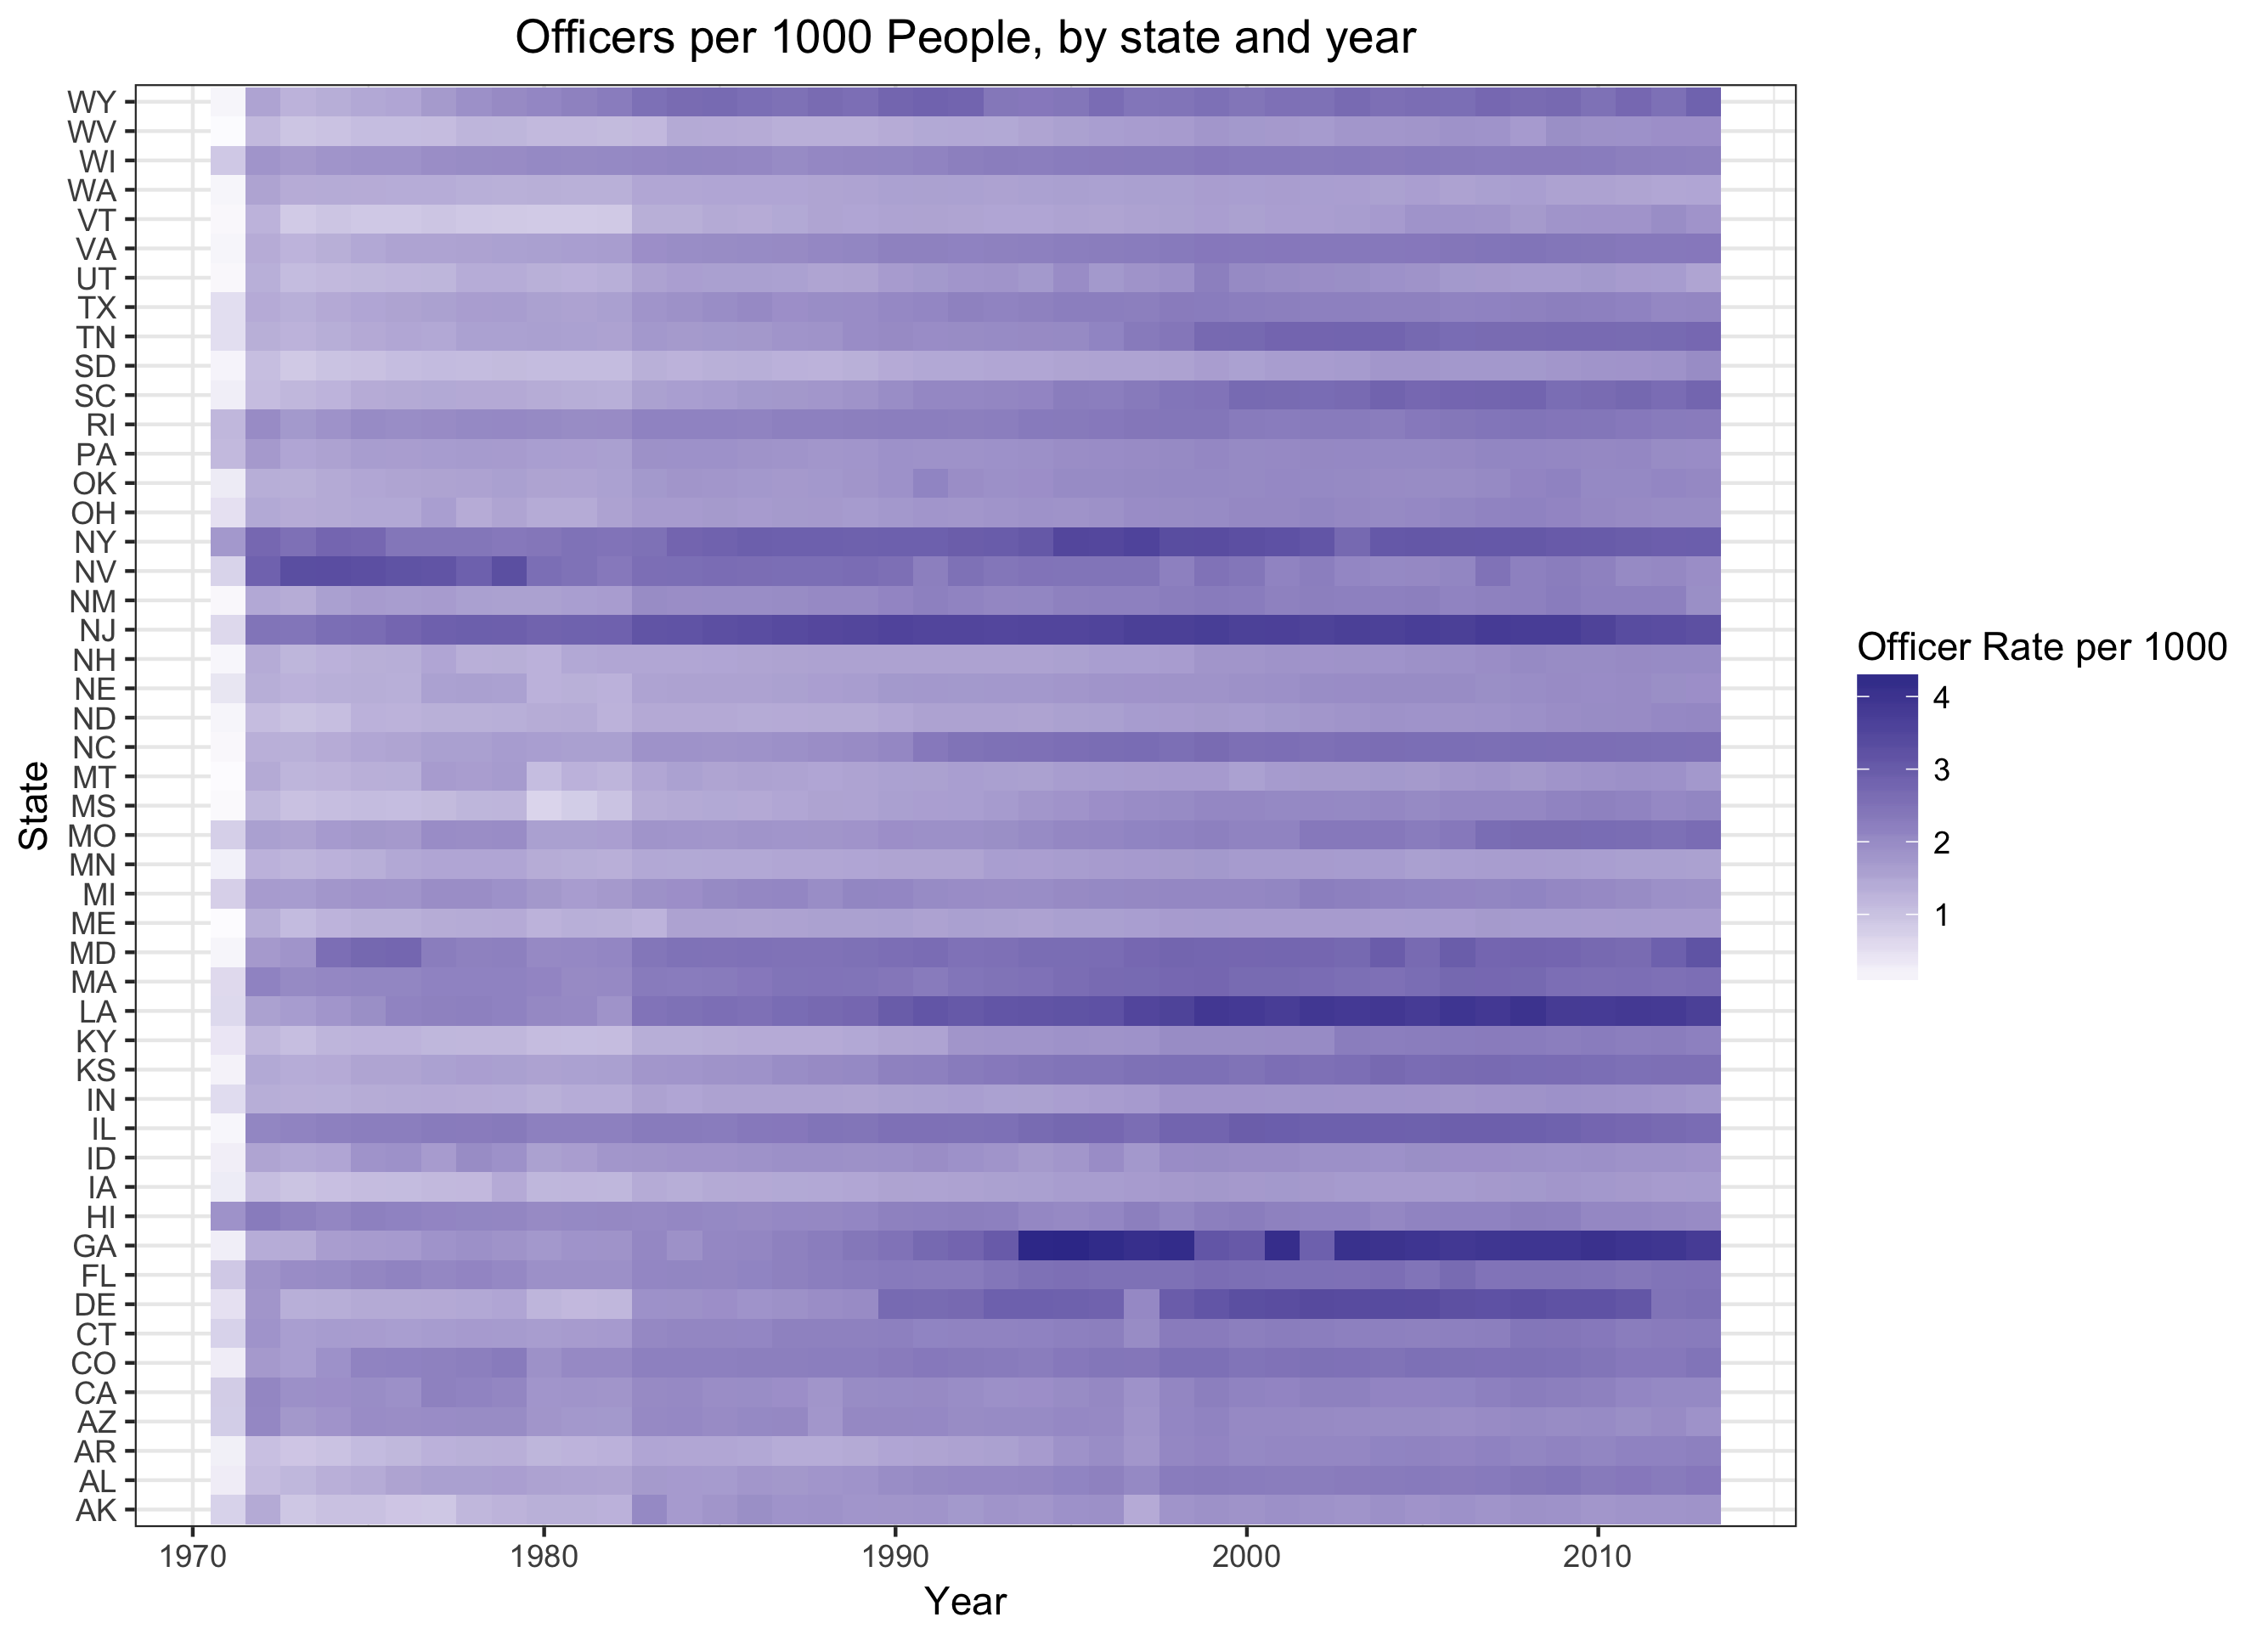 Officers per 1000 People, by state and year
WY
WV
WI
WA
VT
VA
UT
TX
TN
SD
SC
RI
PA
OK
OH
NY
NV
NM
NJ
NH
NE
ND
NC
MT
MS
MO
MN
MI
ME
MD
MA
LA
KY
KS
IN
IL
ID
IA
HI
GA
FL
DE
CT
CO
CA
AZ
AR
AL
AK
State
1970 1980 1990 2000 2010
Year
Officer Rate per 1000
4
3
2
1